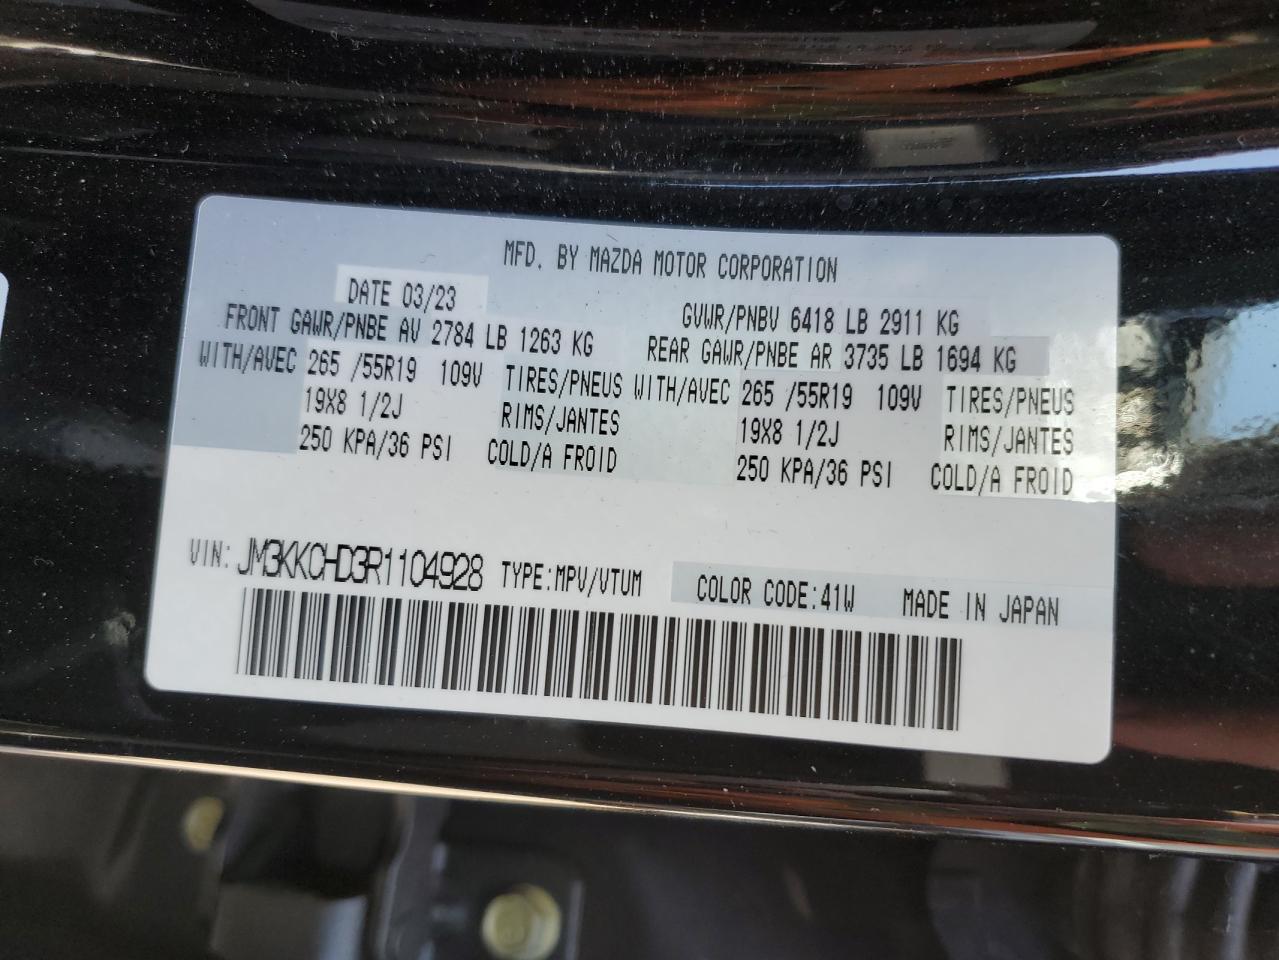 MFD. BY MAZDA MOTOR CORPORATION
DATE 03/23 GVWR/PNBV 6418 LB 2911 KG
FRONT GAWR/PNBE AV 2784 LB 1263 KG REAR GAWR/PNBE AR 3735 LB 1694 KG
WITH/AVEC 265 /55R19 109V TIRES/PNEUS WITH/AVEC 265 /55R19 109V TIRES/PNEUS
19X8 1/2J RIMS/JANTES 19X8 1/2J RIMS/JANTES
250 KPA/36 PSI COLD/A FROID 250 KPA/36 PSI COLD/A FROID
VIN: JM3KKCHD3R1104928 TYPE:MPV/VTUM COLOR CODE:41W MADE IN JAPAN